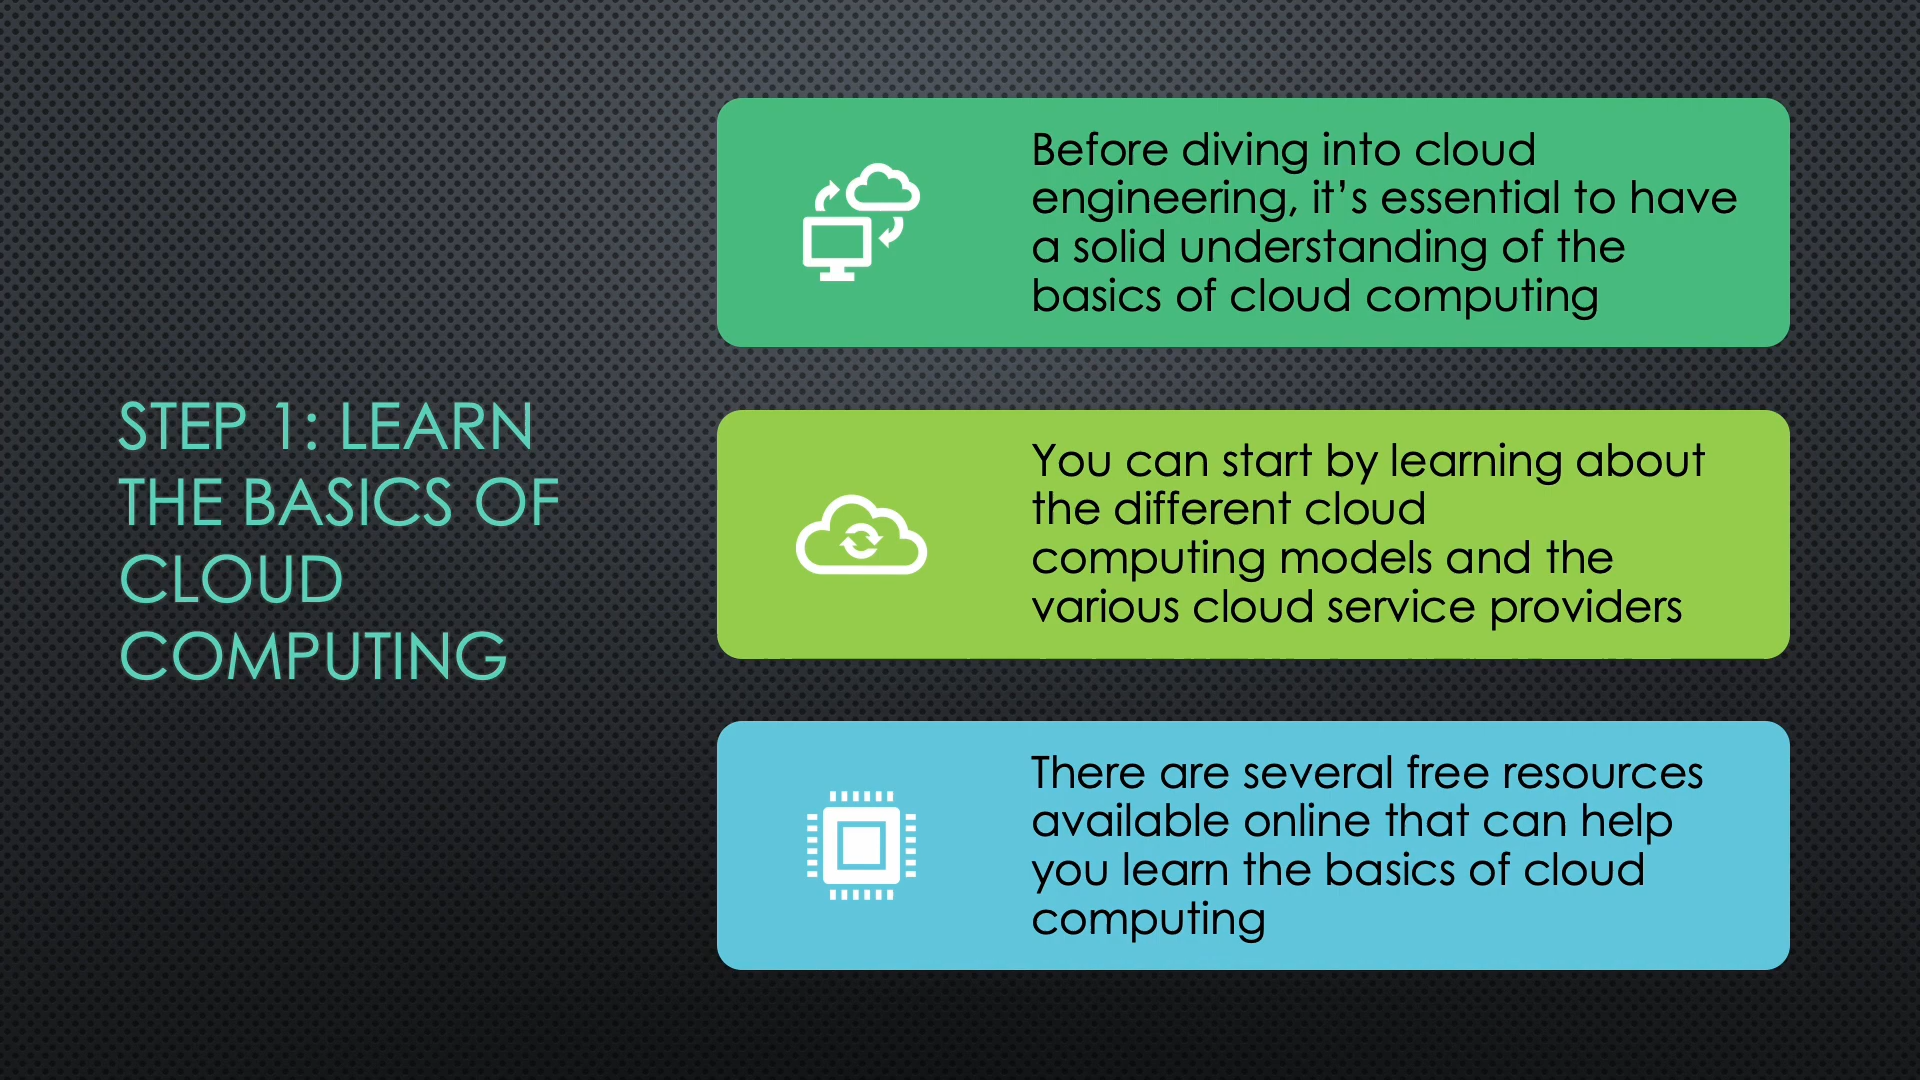 STEP 1: LEARN
THE BASICS OF
CLOUD
COMPUTING
Before diving into cloud
engineering, it’s essential to have
a solid understanding of the
basics of cloud computing
You can start by learning about
the different cloud
computing models and the
various cloud service providers
There are several free resources
available online that can help
you learn the basics of cloud
computing